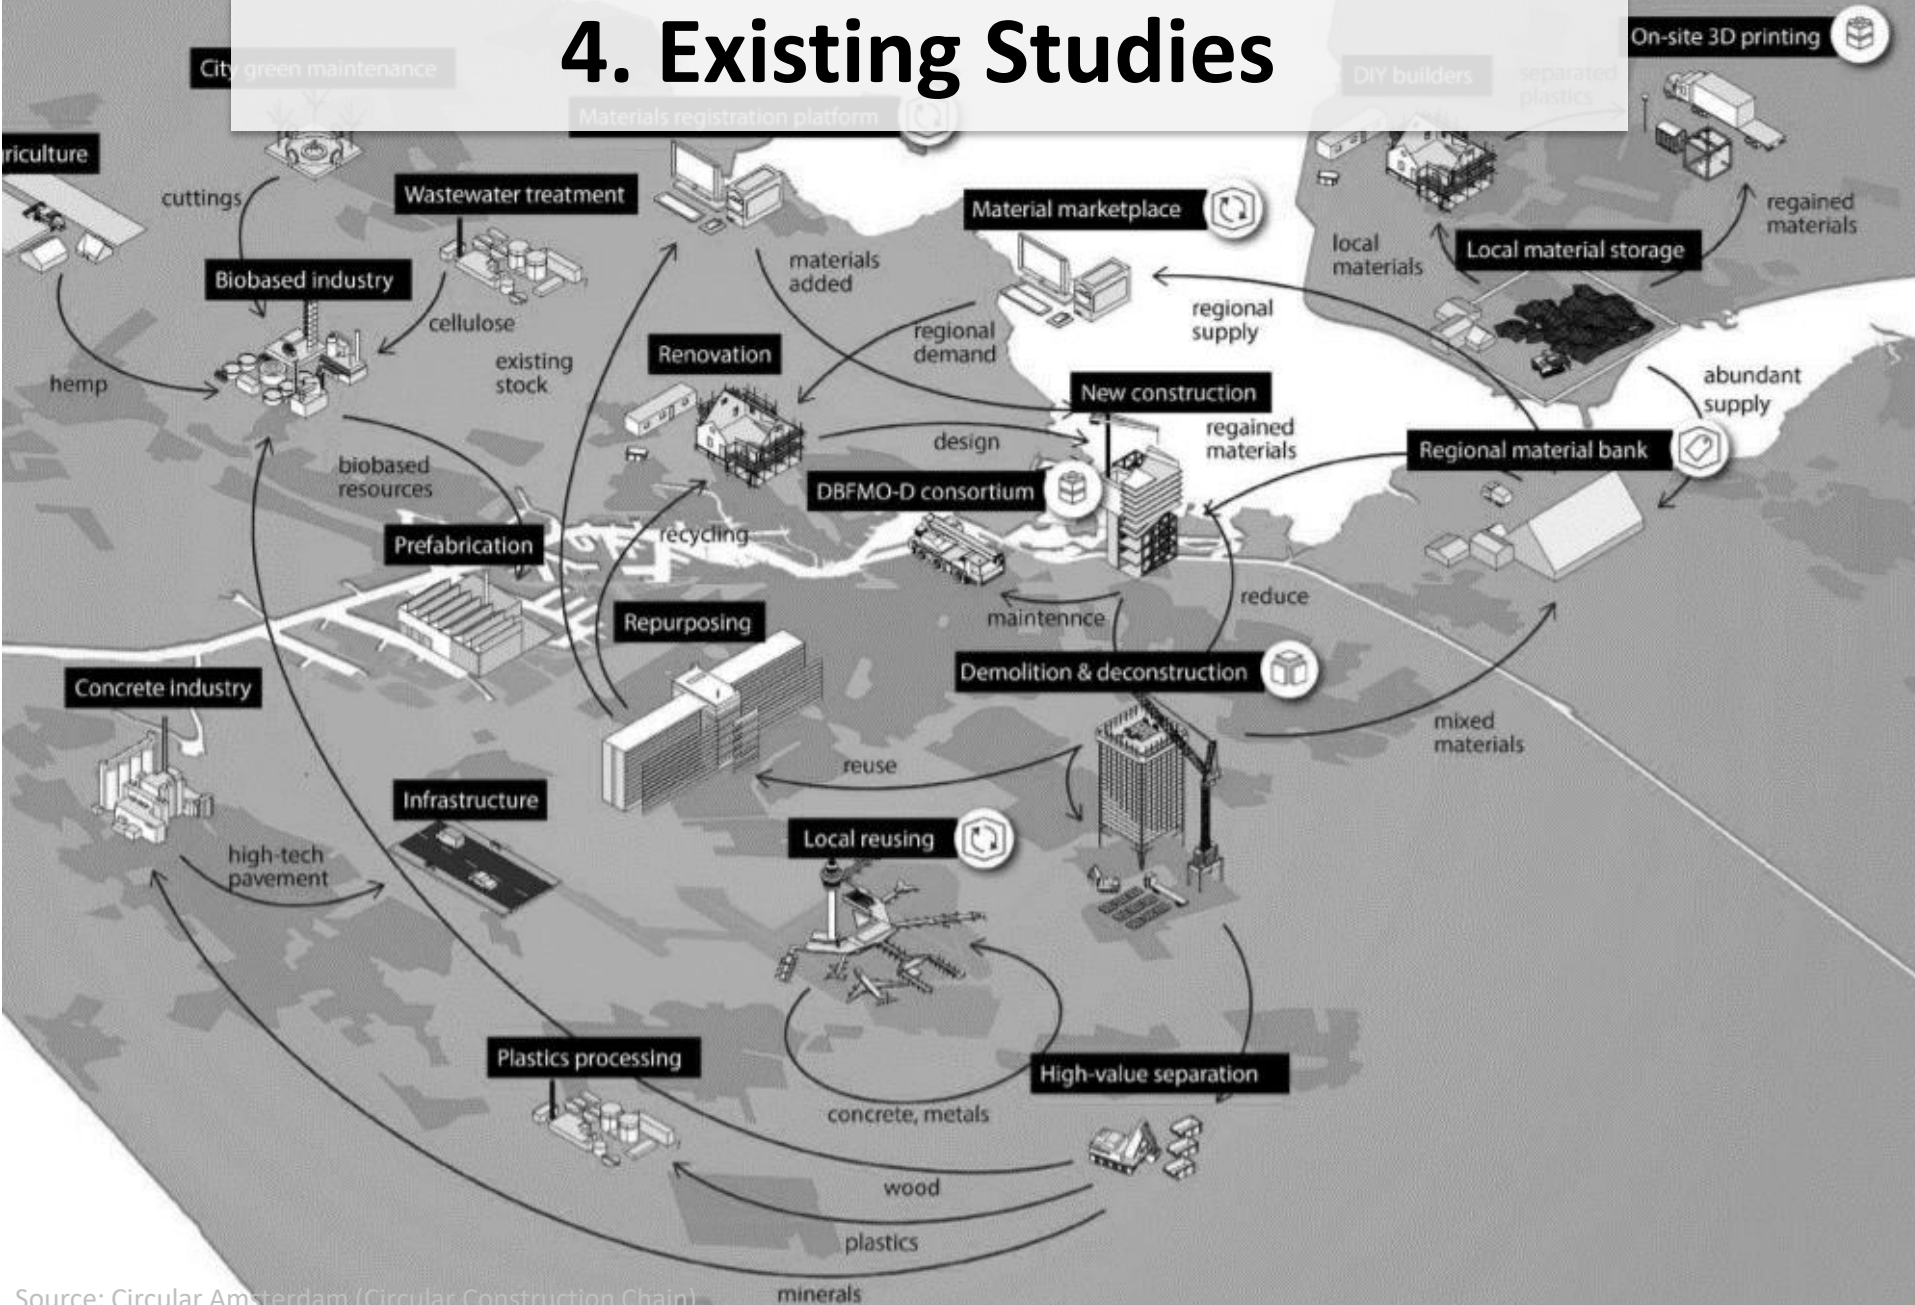 4. Existing Studies
On-site 3D printing
City green maintenance
DIY builders
separated
plastics
Materials registration platform
riculture
cuttings
Wastewater treatment
Material marketplace
regained
materials
local
materials
Local material storage
materials
added
Biobased industry
cellulose
regional
supply
regional
demand
existing
stock
Renovation
hemp
New construction
abundant
supply
design
regained
materials
Regional material bank
biobased
resources
DBFMO-D consortium
recycling
Prefabrication
maintennce
reduce
Repurposing
Demolition & deconstruction
Concrete industry
mixed
materials
reuse
Infrastructure
Local reusing
high-tech
pavement
Plastics processing
High-value separation
concrete, metals
wood
plastics
minerals
Source: Circular Amsterdam (Circular Construction Chain)